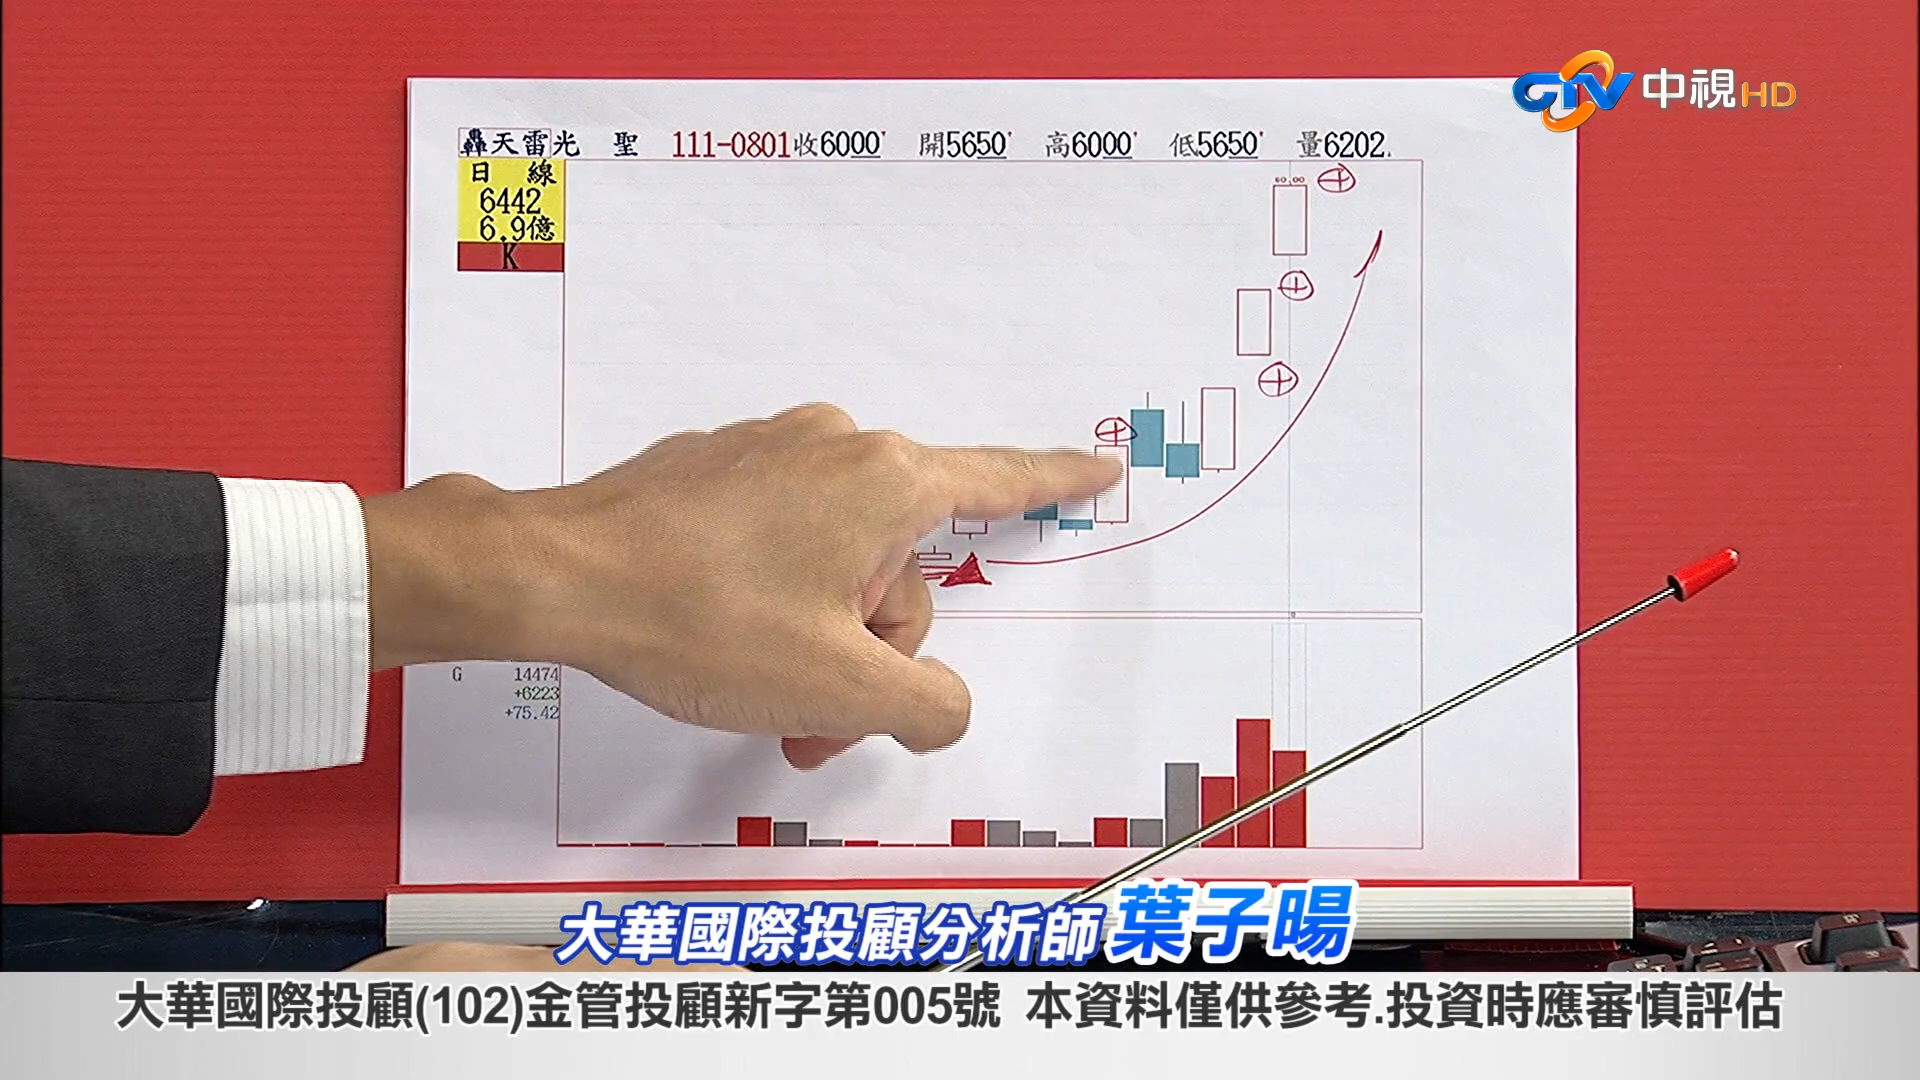 CTV 中視HD
轟天雷光 聖 111-0801收6000' 開5650' 高6000' 低5650' 量6202.
日 線
6442
6.9億
K
60.00
G 14474
+6223
+75.42
大華國際投顧分析師 葉子暘
大華國際投顧(102)金管投顧新字第005號 本資料僅供參考.投資時應審慎評估